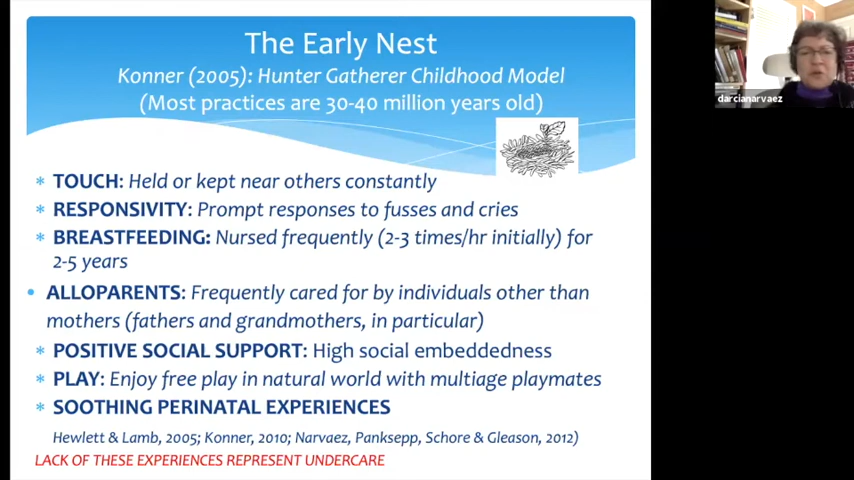 The Early Nest
Konner (2005): Hunter Gatherer Childhood Model
(Most practices are 30-40 million years old)
darcianarvaez
* TOUCH: Held or kept near others constantly
* RESPONSIVITY: Prompt responses to fusses and cries
* BREASTFEEDING: Nursed frequently (2-3 times/hr initially) for
2-5 years
• ALLOPARENTS: Frequently cared for by individuals other than
mothers (fathers and grandmothers, in particular)
* POSITIVE SOCIAL SUPPORT: High social embeddedness
* PLAY: Enjoy free play in natural world with multiage playmates
* SOOTHING PERINATAL EXPERIENCES
Hewlett & Lamb, 2005; Konner, 2010; Narvaez, Panksepp, Schore & Gleason, 2012)
LACK OF THESE EXPERIENCES REPRESENT UNDERCARE